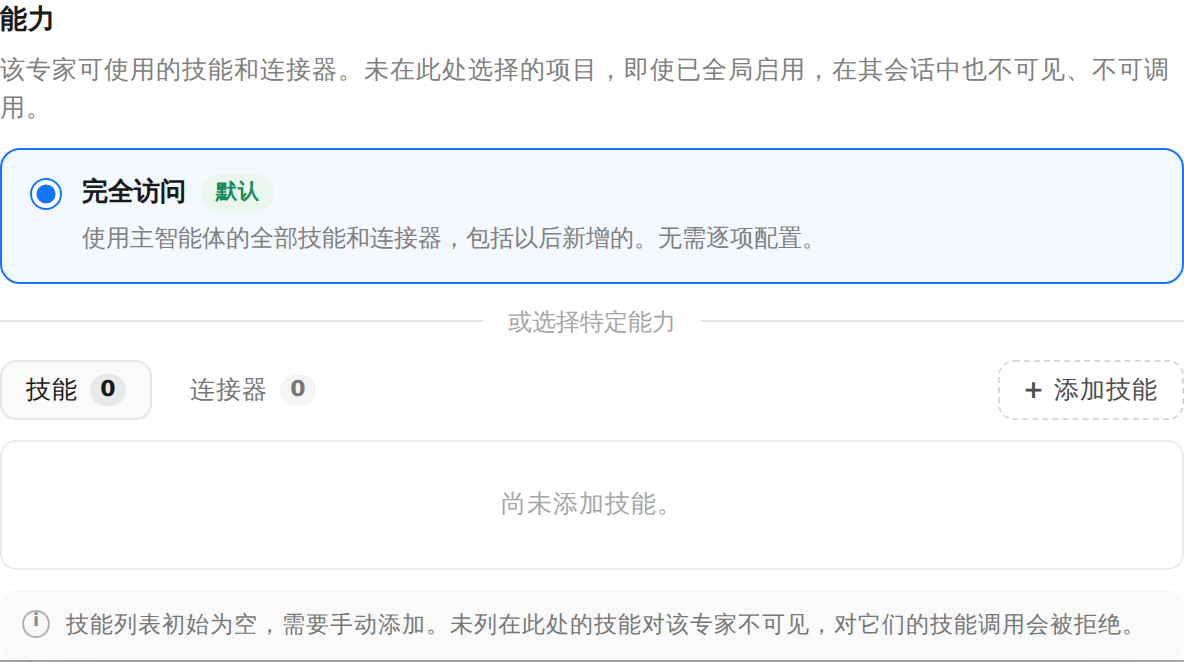 能力
该专家可使用的技能和连接器。未在此处选择的项目，即使已全局启用，在其会话中也不可见、不可调
用。
完全访问 默认
使用主智能体的全部技能和连接器，包括以后新增的。无需逐项配置。
或选择特定能力
技能 0 连接器 0 + 添加技能
尚未添加技能。
技能列表初始为空，需要手动添加。未列在此处的技能对该专家不可见，对它们的技能调用会被拒绝。